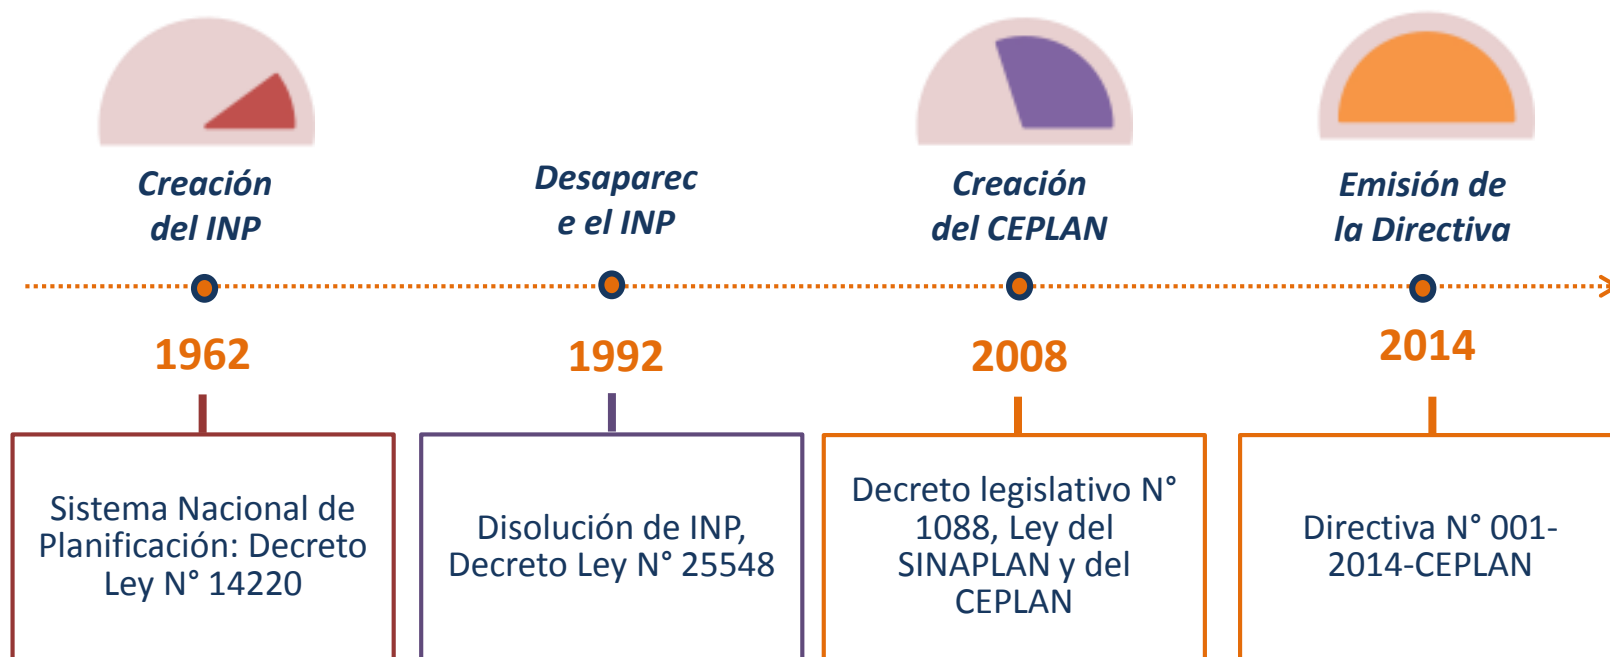 Creación
del INP
Desaparec
e el INP
Creación
del CEPLAN
Emisión de
la Directiva
1962
1992
2008
2014
Sistema Nacional de
Planificación: Decreto
Ley N° 14220
Disolución de INP,
Decreto Ley N° 25548
Decreto legislativo N°
1088, Ley del
SINAPLAN y del
CEPLAN
Directiva N° 001-
2014-CEPLAN